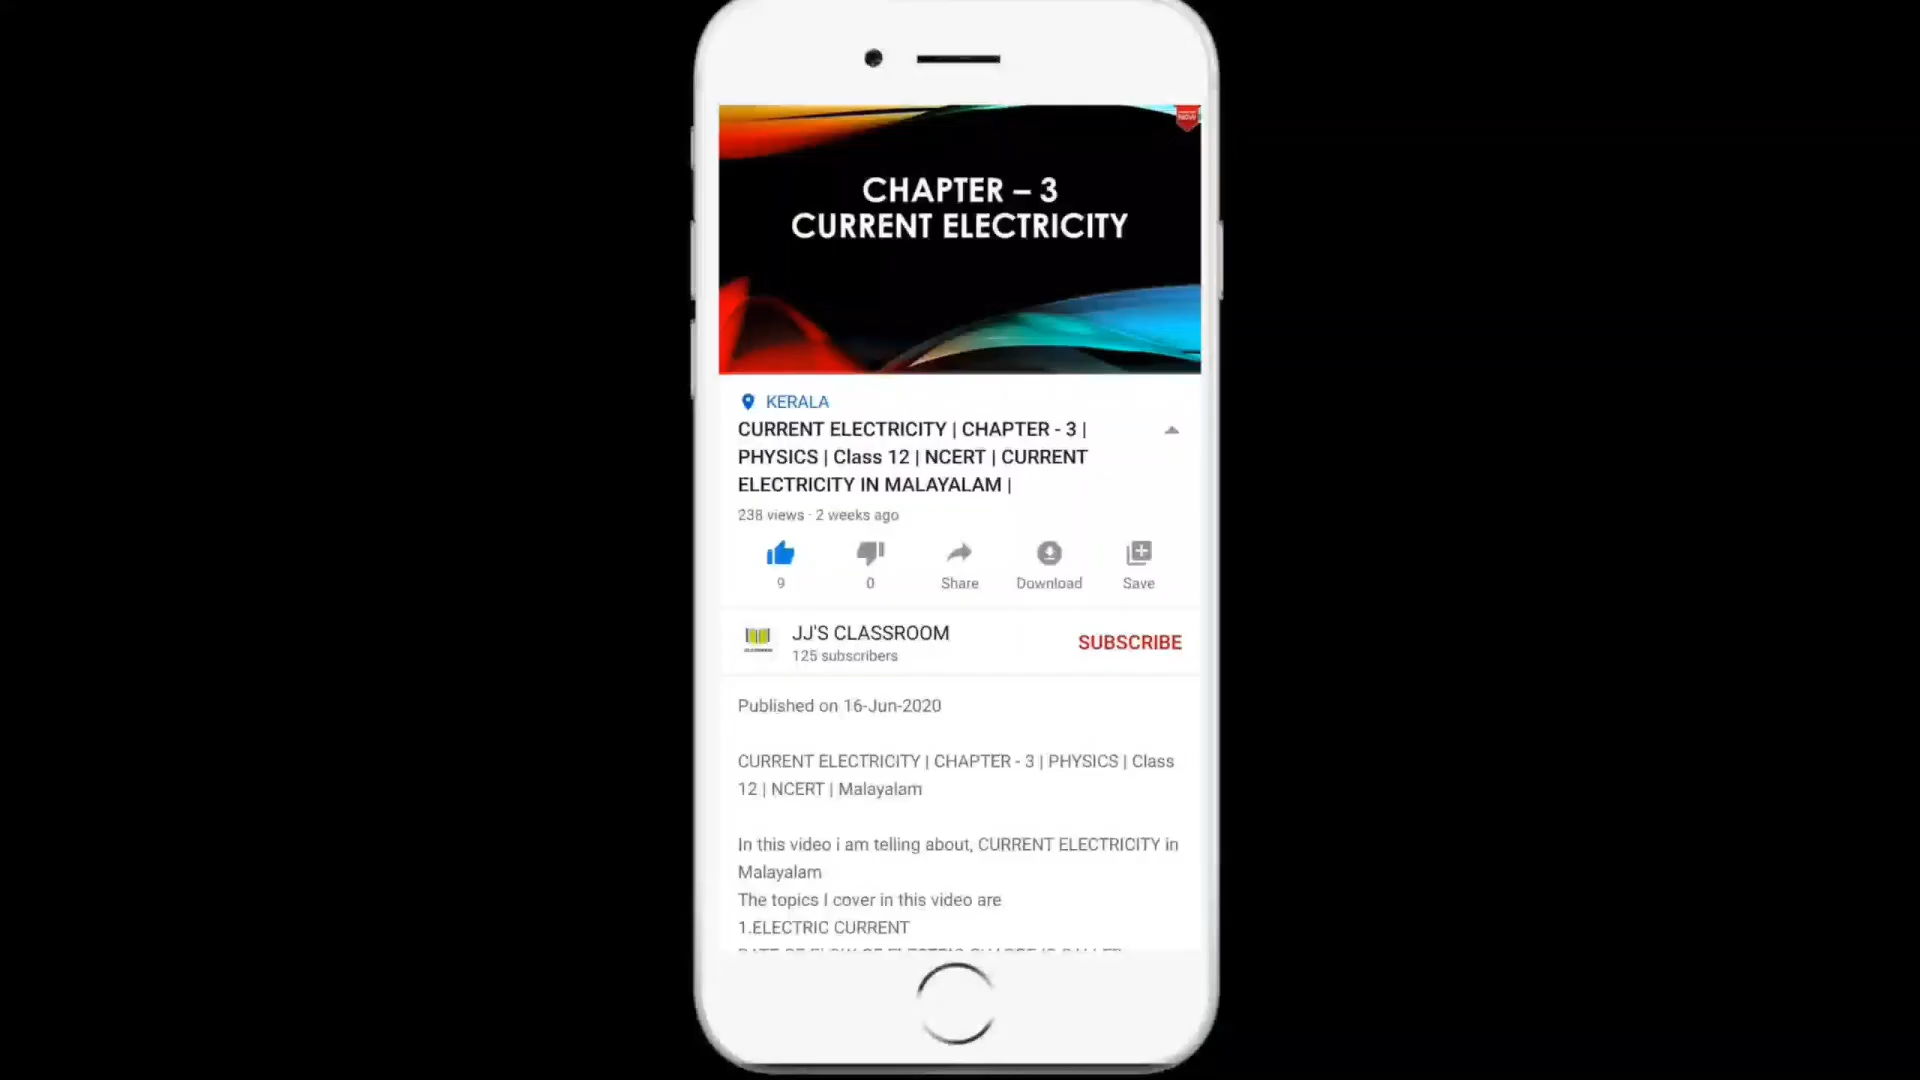 CHAPTER – 3
CURRENT ELECTRICITY
KERALA
CURRENT ELECTRICITY | CHAPTER - 3 |
PHYSICS | Class 12 | NCERT | CURRENT
ELECTRICITY IN MALAYALAM |
238 views · 2 weeks ago
9 0 Share Download Save
JJ'S CLASSROOM
125 subscribers
SUBSCRIBE
Published on 16-Jun-2020
CURRENT ELECTRICITY | CHAPTER - 3 | PHYSICS | Class
12 | NCERT | Malayalam
In this video i am telling about, CURRENT ELECTRICITY in
Malayalam
The topics I cover in this video are
1.ELECTRIC CURRENT